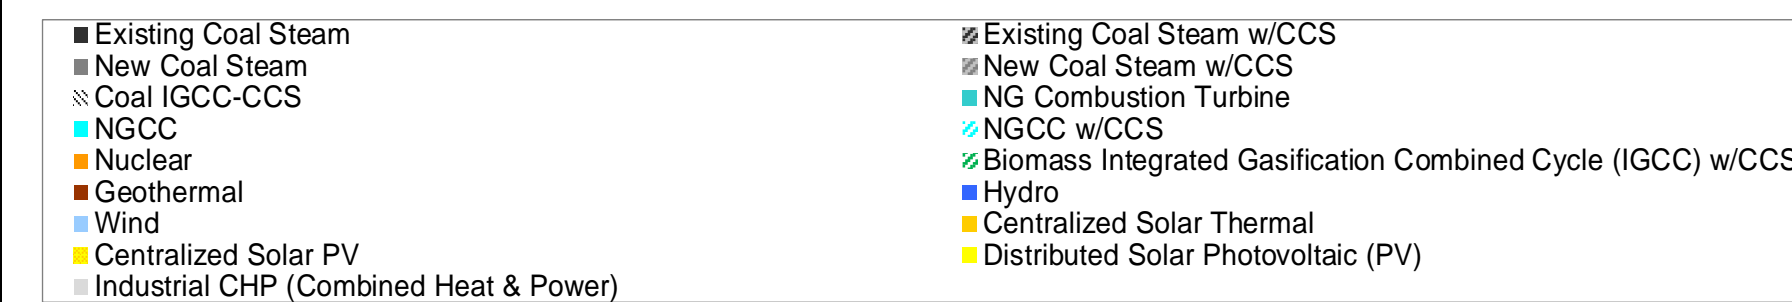 Existing Coal Steam
Existing Coal Steam w/CCS
New Coal Steam
New Coal Steam w/CCS
Coal IGCC-CCS
NG Combustion Turbine
NGCC
NGCC w/CCS
Nuclear
Biomass Integrated Gasification Combined Cycle (IGCC) w/CCS
Geothermal
Hydro
Wind
Centralized Solar Thermal
Centralized Solar PV
Distributed Solar Photovoltaic (PV)
Industrial CHP (Combined Heat & Power)